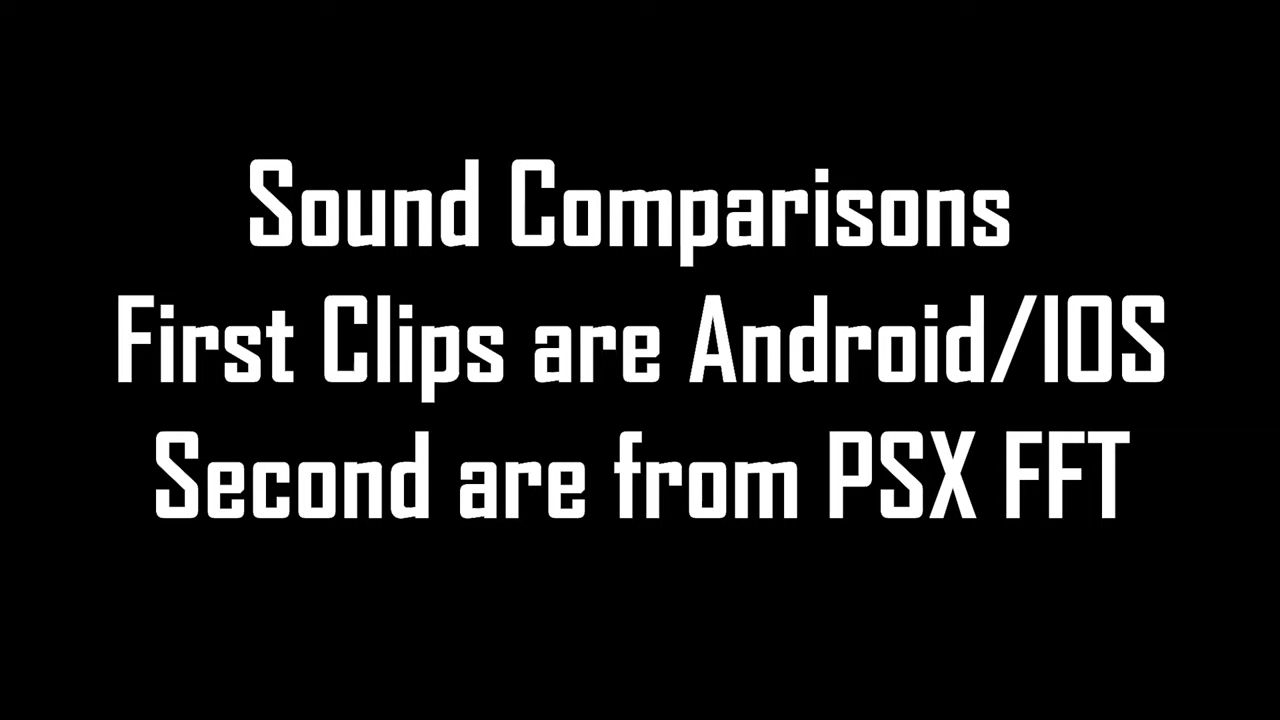 Sound Comparisons
First Clips are Android/IOS
Second are from PSX FFT